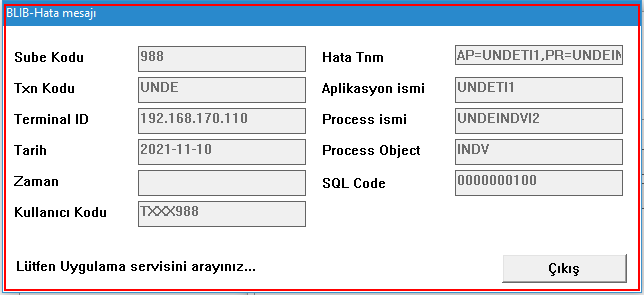 BLIB-Hata mesajı
Sube Kodu 988 Hata Tnm AP=UNDETI1,PR=UNDEIN
Txn Kodu UNDE Aplikasyon ismi UNDETI1
Terminal ID 192.168.170.110 Process ismi UNDEINDVI2
Tarih 2021-11-10 Process Object INDV
Zaman SQL Code 0000000100
Kullanıcı Kodu TXXX988
Lütfen Uygulama servisini arayınız...
Çıkış